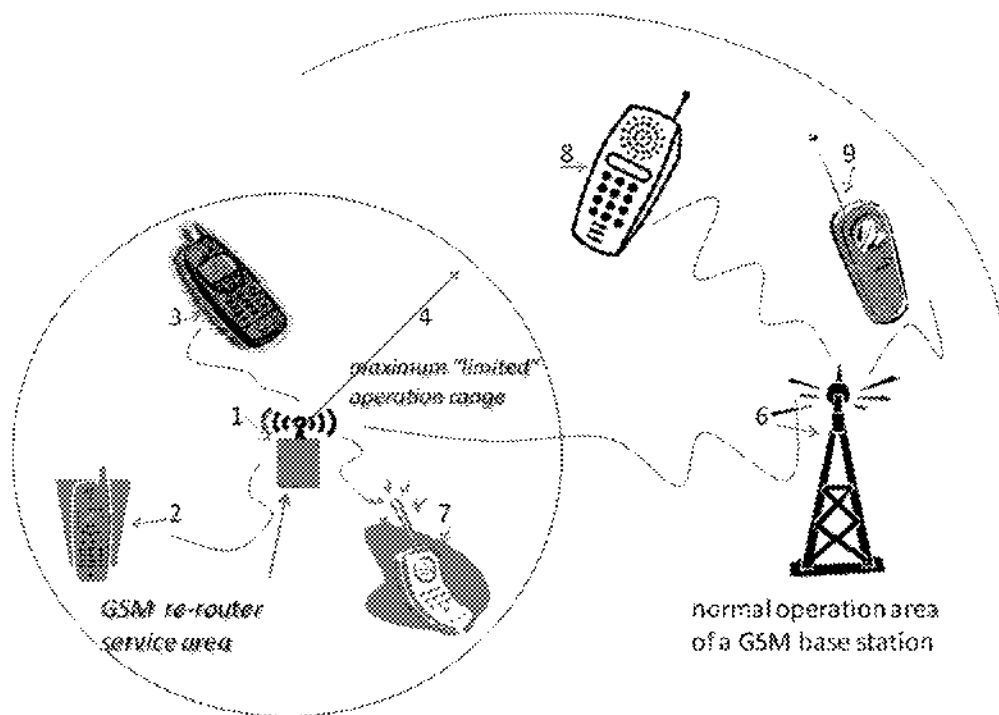 8
9
3
4
maximum "limited"
operation range
1
6
2
7
GSM re-router
service area
normal operation area
of a GSM base station